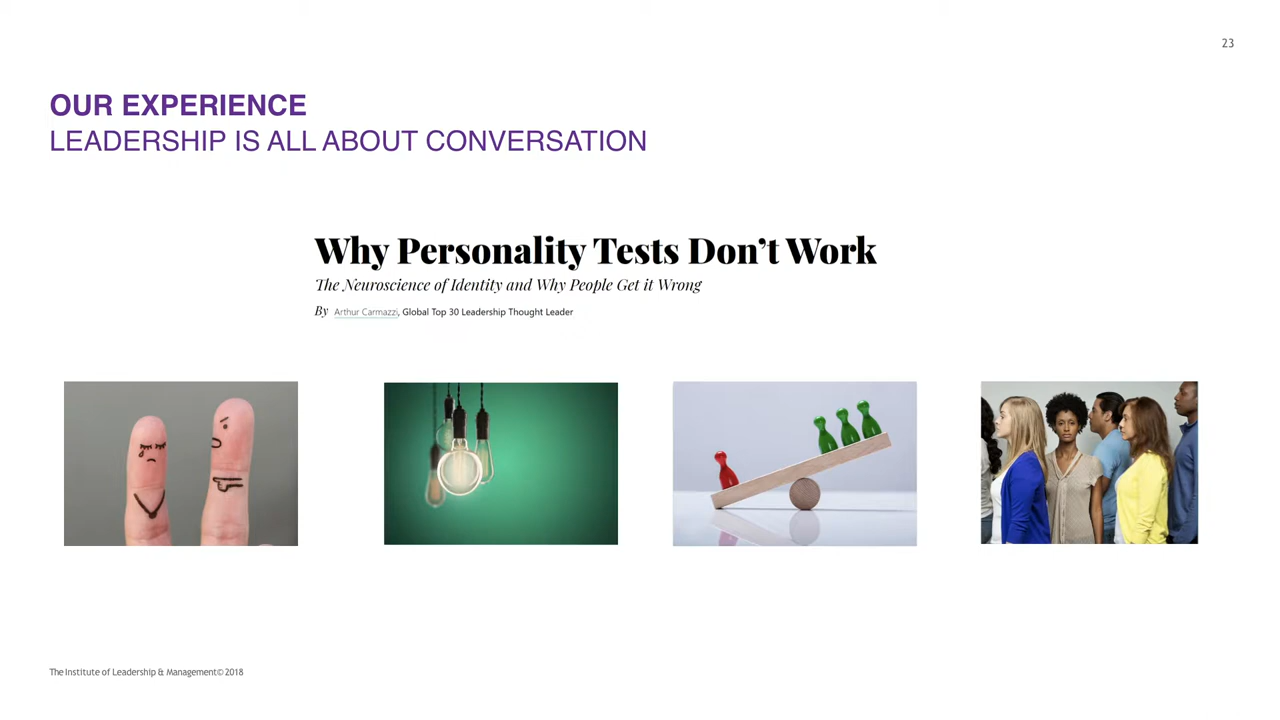 23
OUR EXPERIENCE
LEADERSHIP IS ALL ABOUT CONVERSATION
Why Personality Tests Don’t Work
The Neuroscience of Identity and Why People Get it Wrong
By Arthur Carmazzi, Global Top 30 Leadership Thought Leader
The Institute of Leadership & Management© 2018